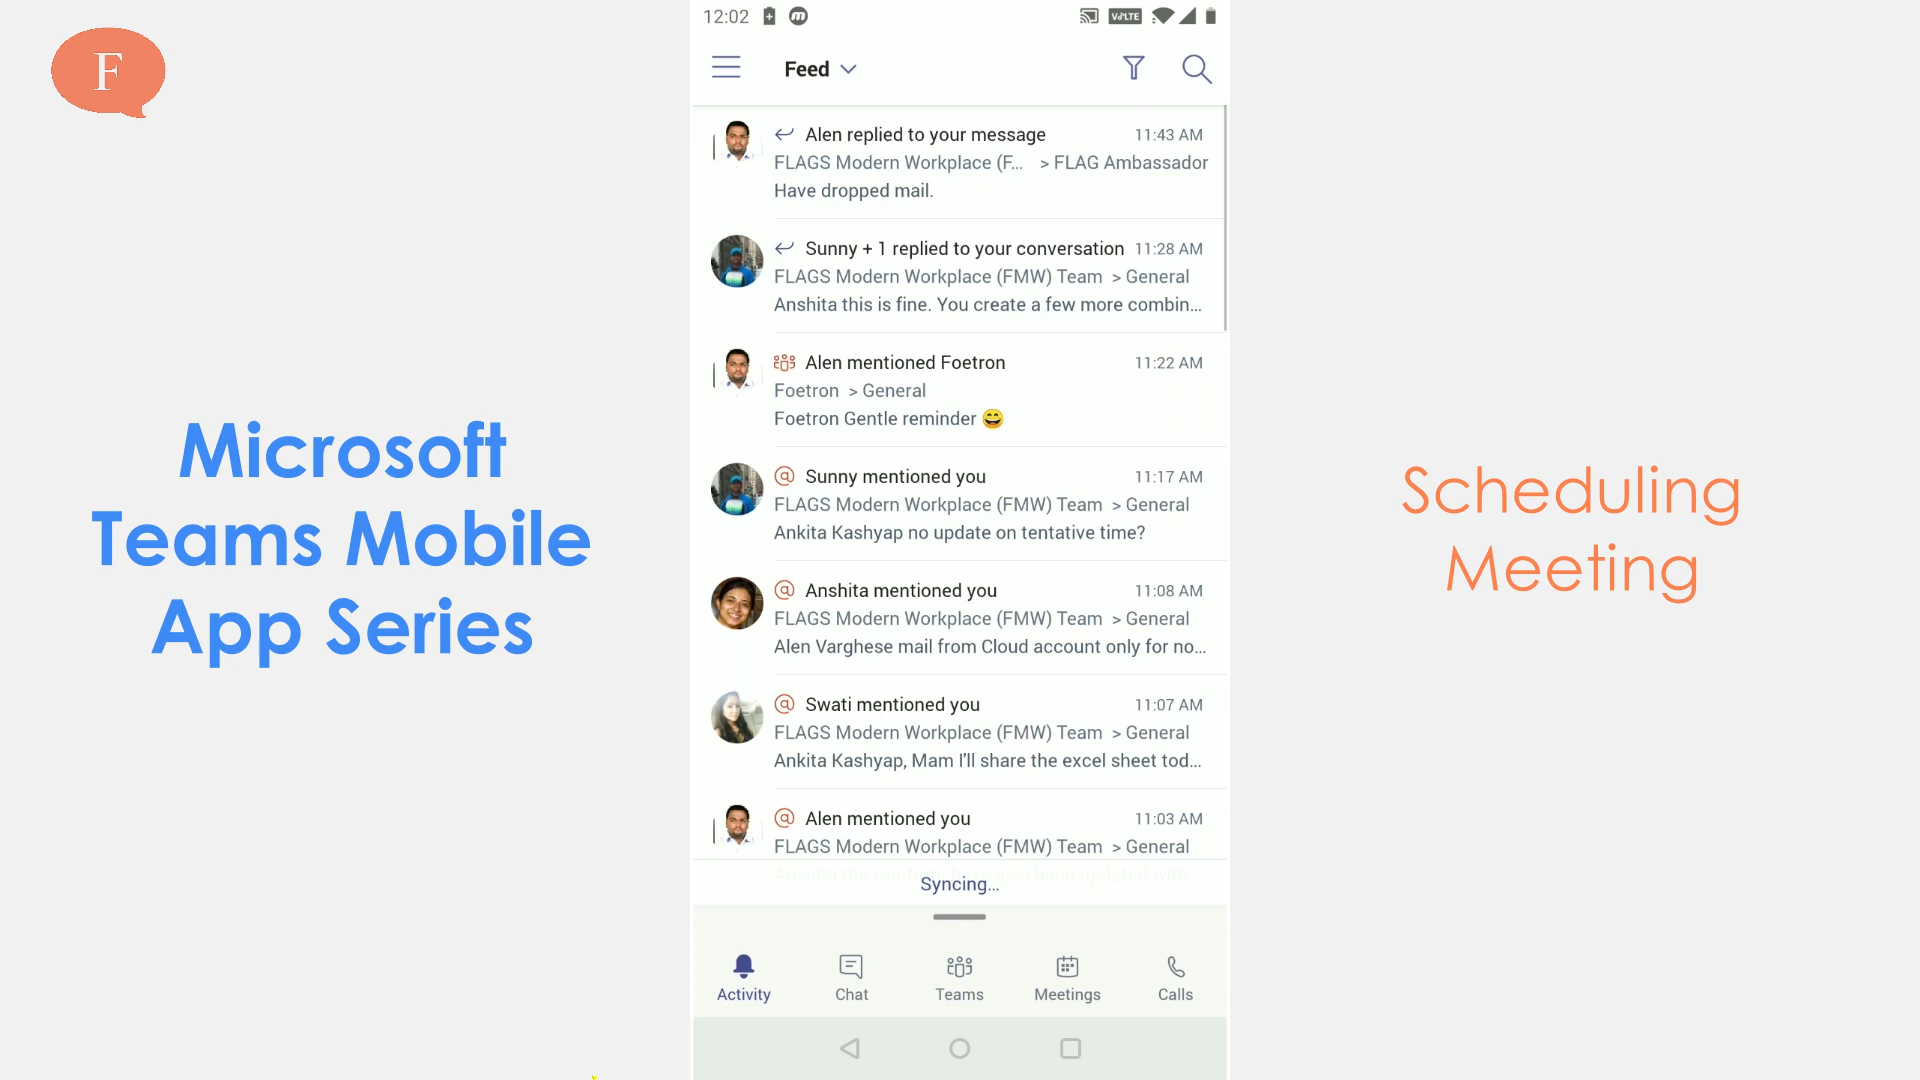 F
Microsoft
Teams Mobile
App Series
12:02
VoLTE
Feed
Alen replied to your message 11:43 AM
FLAGS Modern Workplace (F... > FLAG Ambassador
Have dropped mail.
Sunny + 1 replied to your conversation 11:28 AM
FLAGS Modern Workplace (FMW) Team > General
Anshita this is fine. You create a few more combin...
Alen mentioned Foetron 11:22 AM
Foetron > General
Foetron Gentle reminder 😄
Sunny mentioned you 11:17 AM
FLAGS Modern Workplace (FMW) Team > General
Ankita Kashyap no update on tentative time?
Anshita mentioned you 11:08 AM
FLAGS Modern Workplace (FMW) Team > General
Alen Varghese mail from Cloud account only for no...
Swati mentioned you 11:07 AM
FLAGS Modern Workplace (FMW) Team > General
Ankita Kashyap, Mam I'll share the excel sheet tod...
Alen mentioned you 11:03 AM
FLAGS Modern Workplace (FMW) Team > General
Syncing...
Activity
Chat
Teams
Meetings
Calls
Scheduling
Meeting